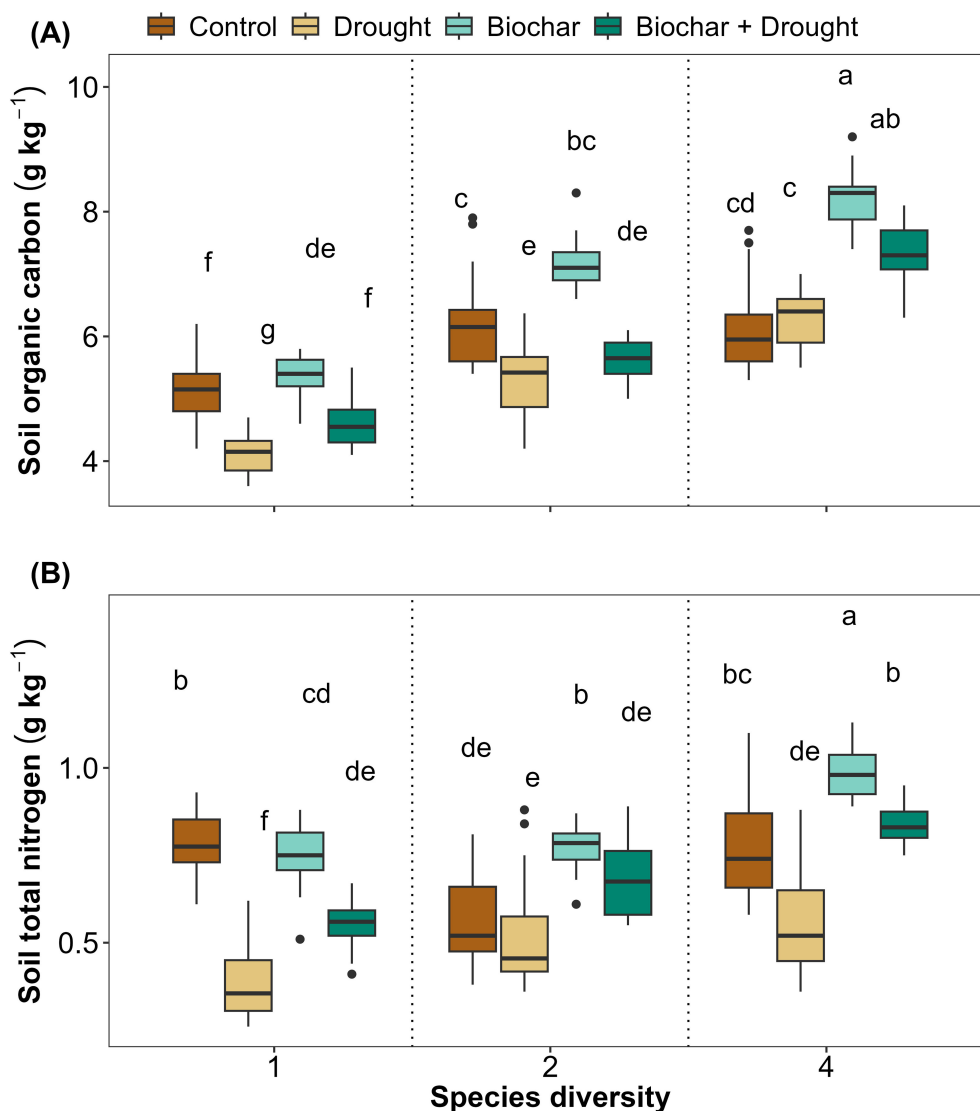 (A) Control Drought Biochar Biochar + Drought
Soil organic carbon (g kg⁻¹)
10
8
6
4
f g de f
c e bc de
cd c a ab
(B)
Soil total nitrogen (g kg⁻¹)
1.0
0.5
b f cd de
de e b de
bc de a b
1 2 4
Species diversity